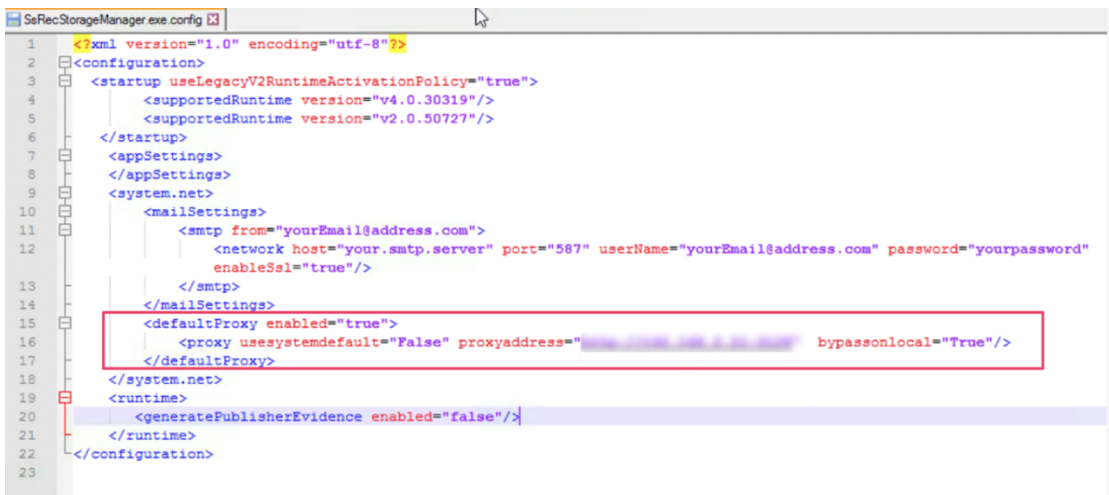 SsRecStorageManager.exe.config
1 <?xml version="1.0" encoding="utf-8"?>
2 <configuration>
3 <startup useLegacyV2RuntimeActivationPolicy="true">
4 <supportedRuntime version="v4.0.30319"/>
5 <supportedRuntime version="v2.0.50727"/>
6 </startup>
7 <appSettings>
8 </appSettings>
9 <system.net>
10 <mailSettings>
11 <smtp from="yourEmail@address.com">
12 <network host="your.smtp.server" port="587" userName="yourEmail@address.com" password="yourpassword"
enableSsl="true"/>
13 </smtp>
14 </mailSettings>
15 <defaultProxy enabled="true">
16 <proxy usesystemdefault="False" proxyaddress=" " bypassonlocal="True"/>
17 </defaultProxy>
18 </system.net>
19 <runtime>
20 <generatePublisherEvidence enabled="false"/>
21 </runtime>
22 </configuration>
23